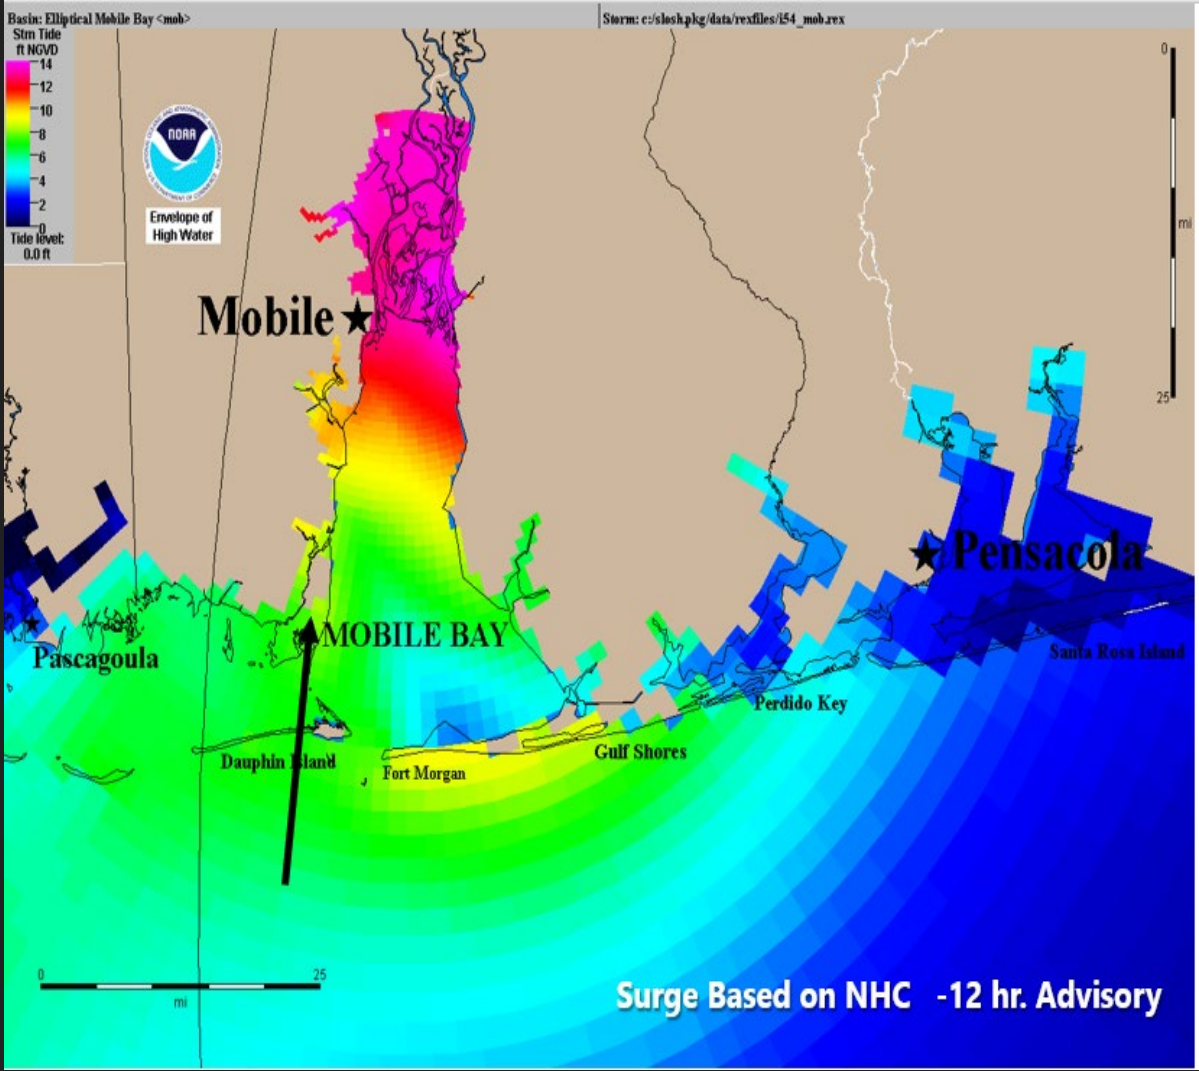 Basin: Elliptical Mobile Bay <mob>
Storm: c:/slosh.pkg/data/rexfiles/i54_mob.rex
Stm Tide
ft NGVD
14
12
10
8
6
4
2
0
Tide level:
0.0 ft
NOAA
Envelope of
High Water
0
mi
25
Mobile
Pensacola
MOBILE BAY
Pascagoula
Santa Rosa Island
Perdido Key
Gulf Shores
Dauphin Island
Fort Morgan
0
25
mi
Surge Based on NHC -12 hr. Advisory